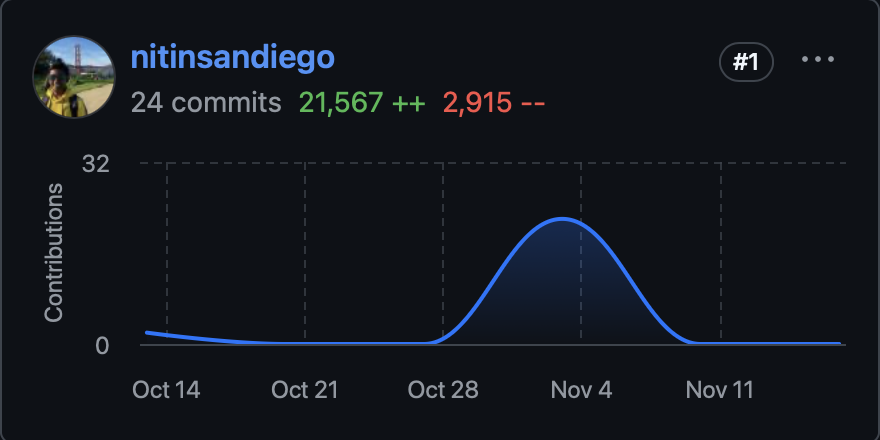 nitinsandiego
#1
24 commits 21,567 ++ 2,915 --
32
Contributions
0
Oct 14 Oct 21 Oct 28 Nov 4 Nov 11